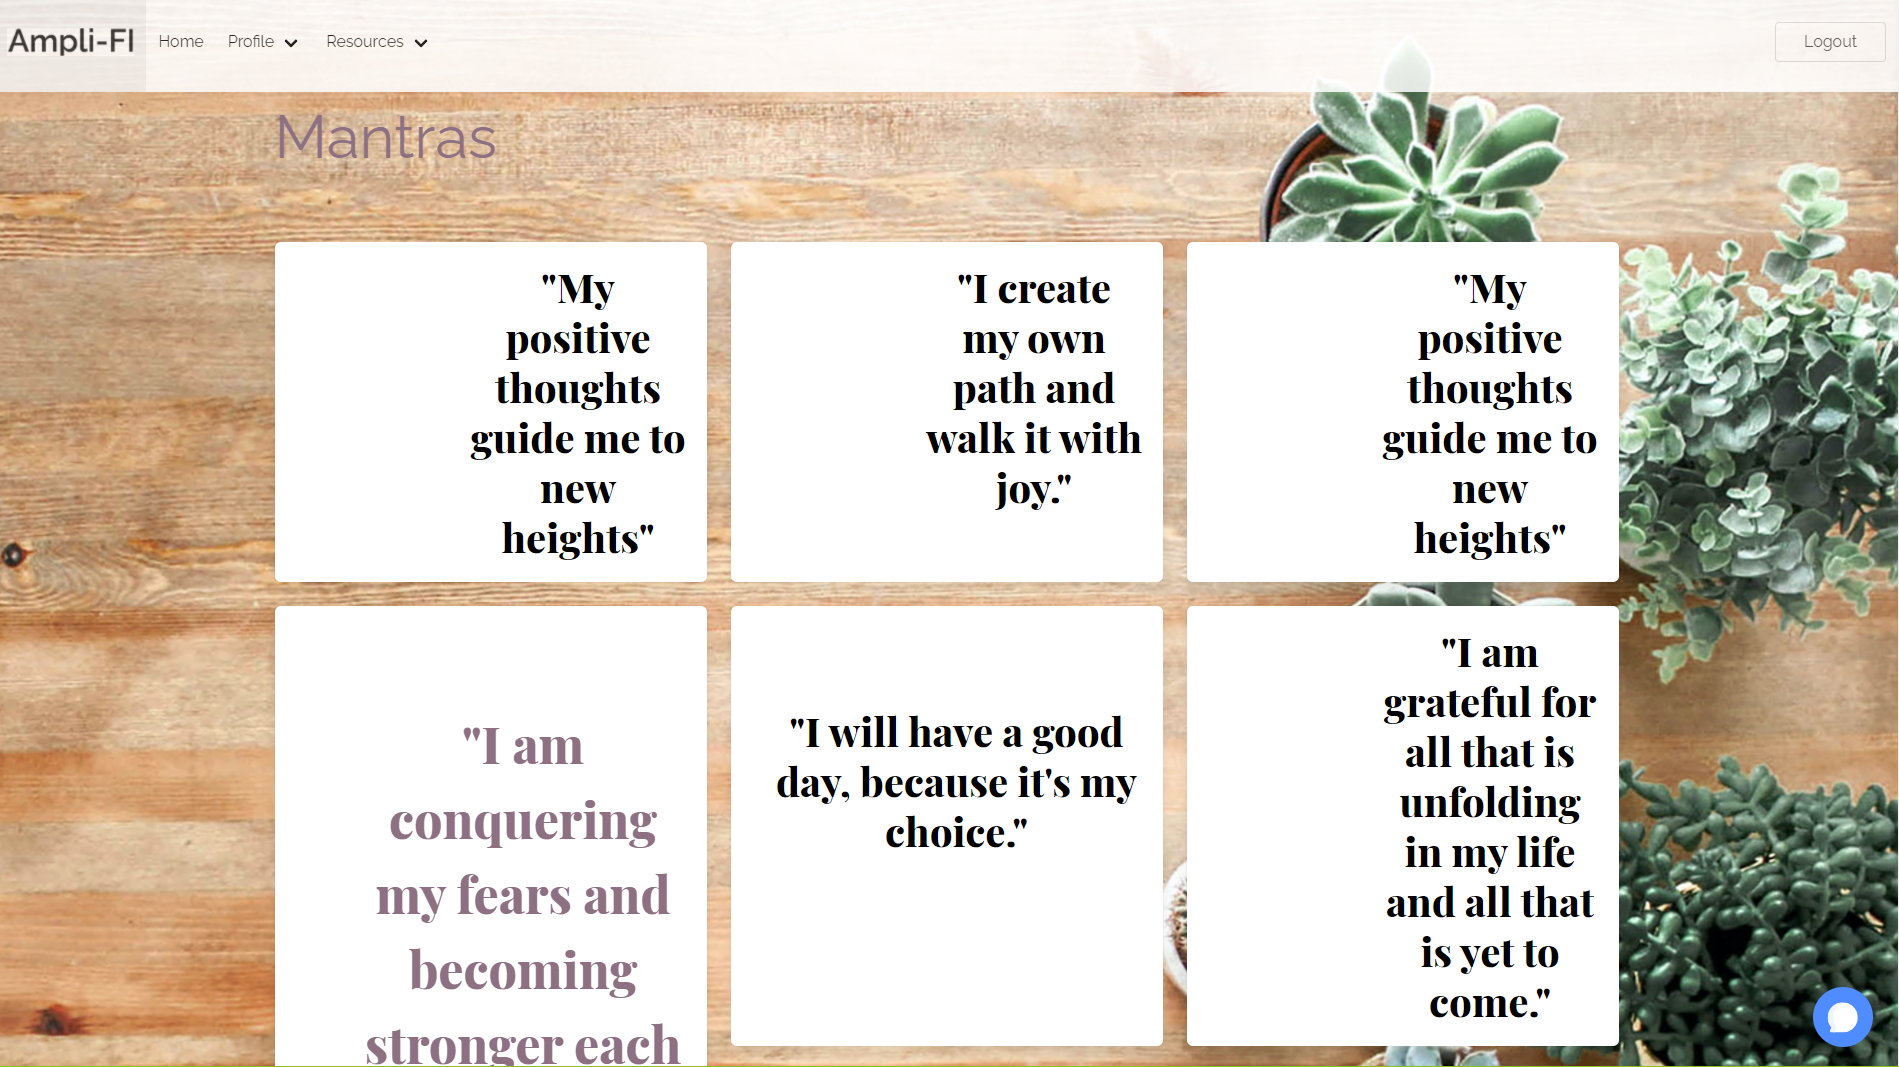 Ampli-FI Home Profile Resources Logout
Mantras
"My
positive
thoughts
guide me to
new
heights"
"I create
my own
path and
walk it with
joy."
"My
positive
thoughts
guide me to
new
heights"
"I am
conquering
my fears and
becoming
stronger each
"I will have a good
day, because it's my
choice."
"I am
grateful for
all that is
unfolding
in my life
and all that
is yet to
come."